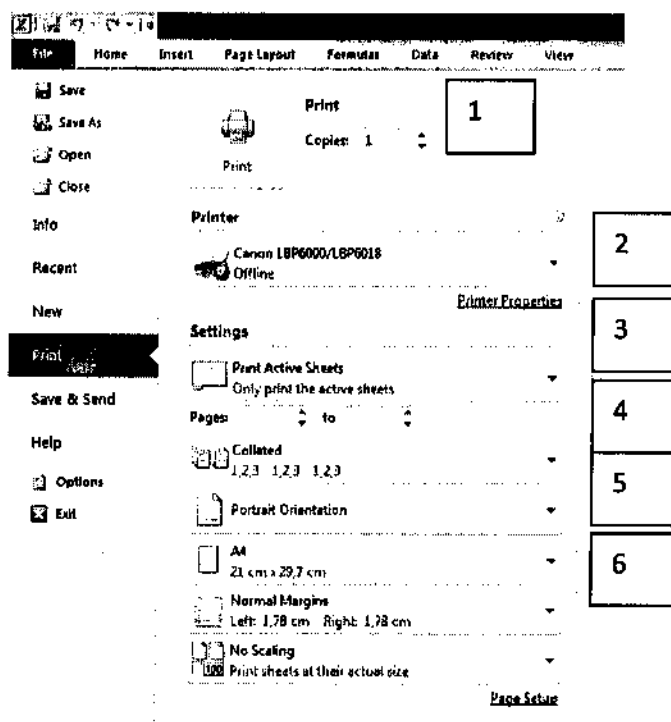 File Home Insert Page Layout Formulas Data Review View
Save
Save As
Open
Close
Info
Recent
New
Print
Save & Send
Help
Options
Exit
Print
Print
Copies: 1
1
Printer
Canon LBP6000/LBP6018
Offline
2
Printer Properties
3
Settings
Print Active Sheets
Only print the active sheets
4
Pages: to
Collated
1,2,3 1,2,3 1,2,3
5
Portrait Orientation
6
A4
21 cm x 29,7 cm
Normal Margins
Left: 1,78 cm Right: 1,78 cm
No Scaling
100
Print sheets at their actual size
Page Setup